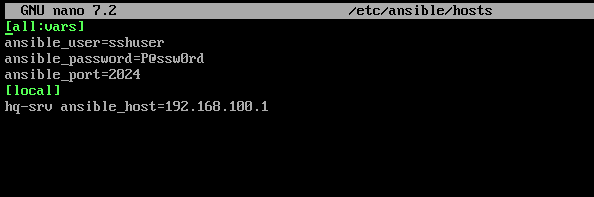 GNU nano 7.2 /etc/ansible/hosts
[all:vars]
ansible_user=sshuser
ansible_password=P@ssw0rd
ansible_port=2024
[local]
hq-srv ansible_host=192.168.100.1